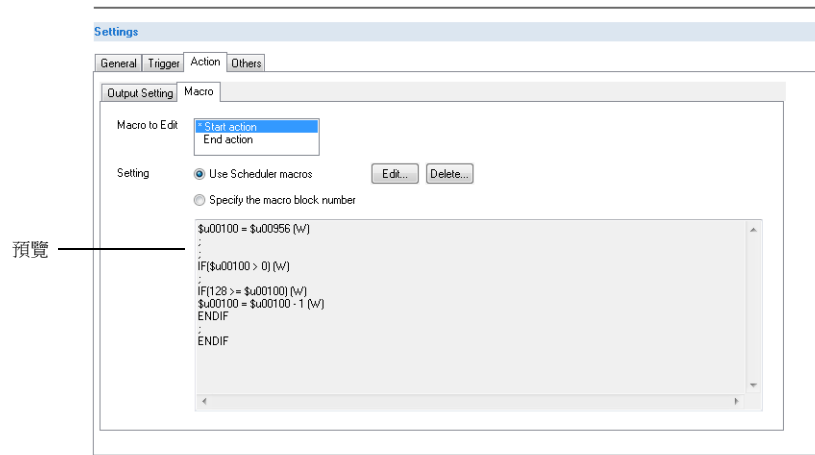 Settings
General Trigger Action Others
Output Setting Macro
Macro to Edit
* Start action
End action
Setting
Use Scheduler macros
Edit...
Delete...
Specify the macro block number
預覽
$u00100 = $u00956 (W)
;
;
IF($u00100 > 0) (W)
;
IF(128 >= $u00100) (W)
$u00100 = $u00100 - 1 (W)
ENDIF
;
ENDIF